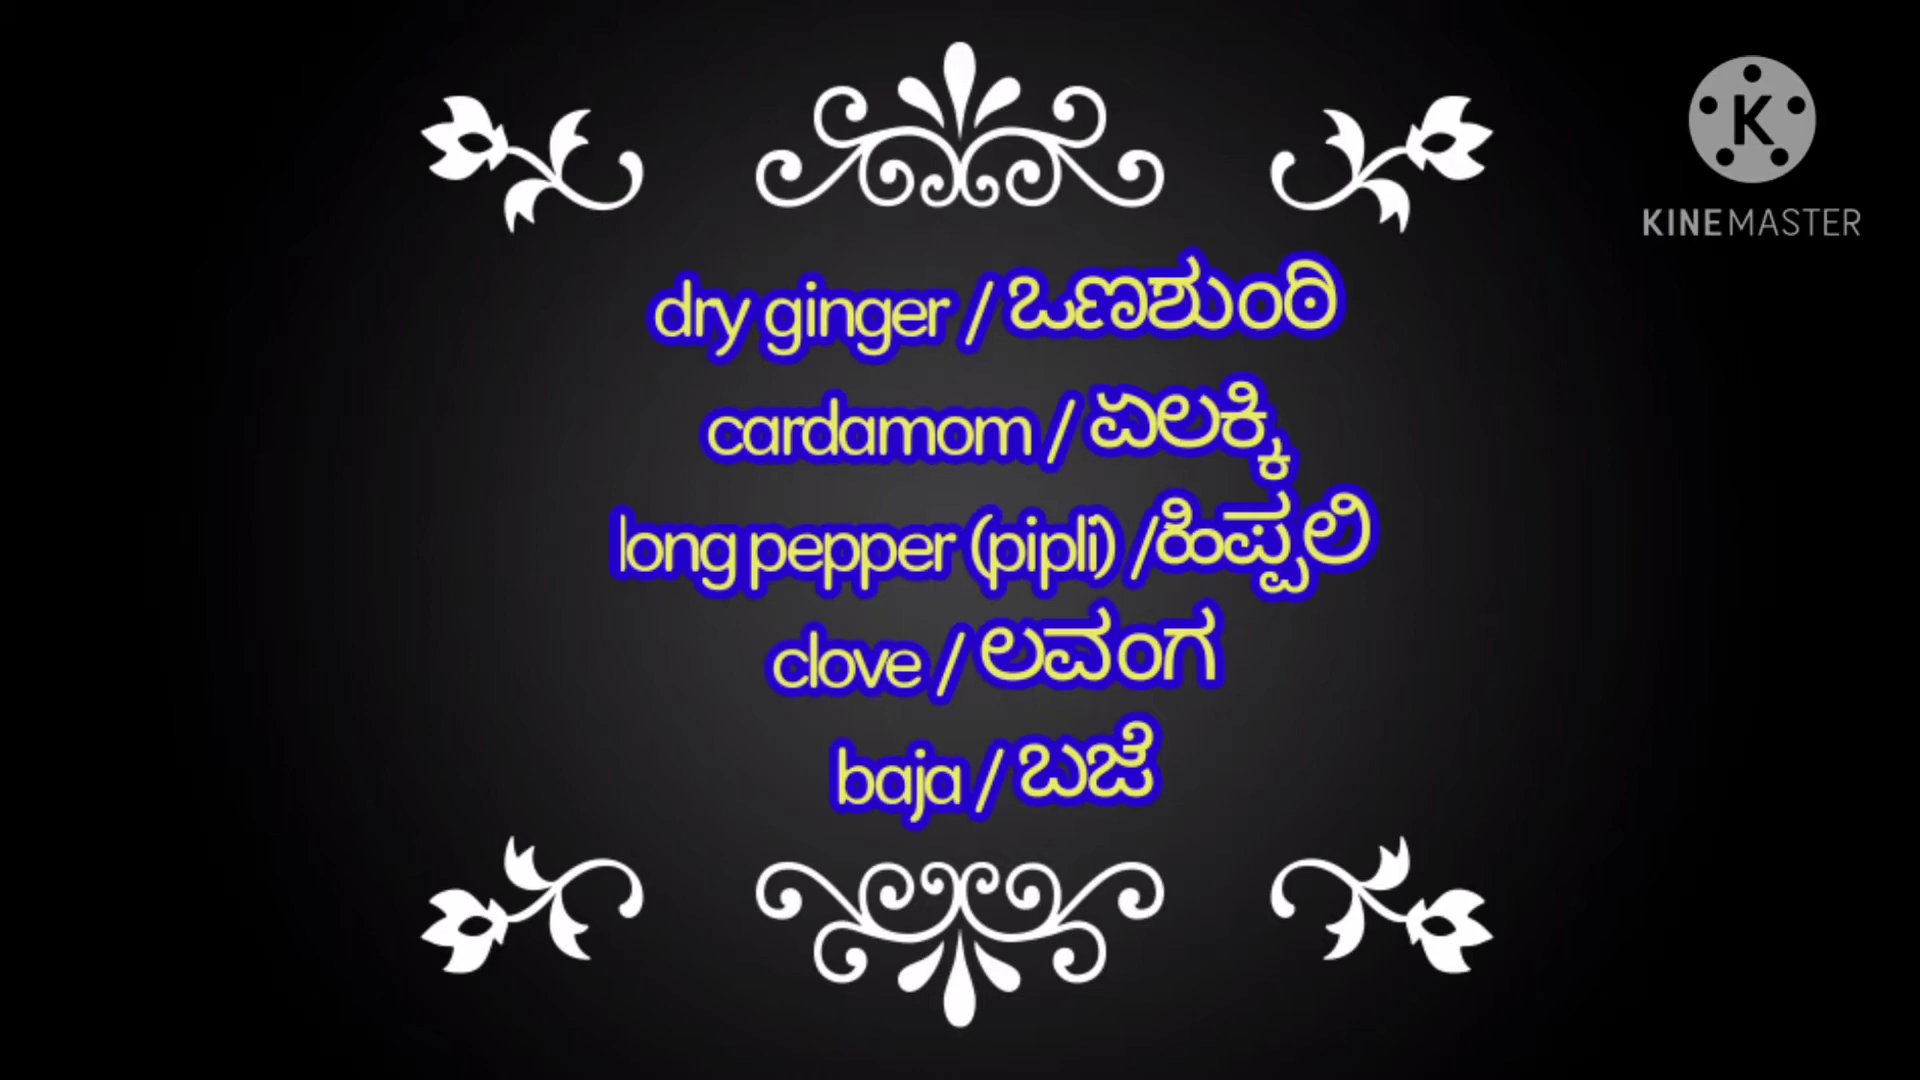 KINEMASTER
dry ginger / ಒಣಶುಂಠಿ
cardamom / ಏಲಕ್ಕಿ
long pepper (pipli) /ಹಿಪ್ಪಲಿ
clove / ಲವಂಗ
baja / ಬಜೆ